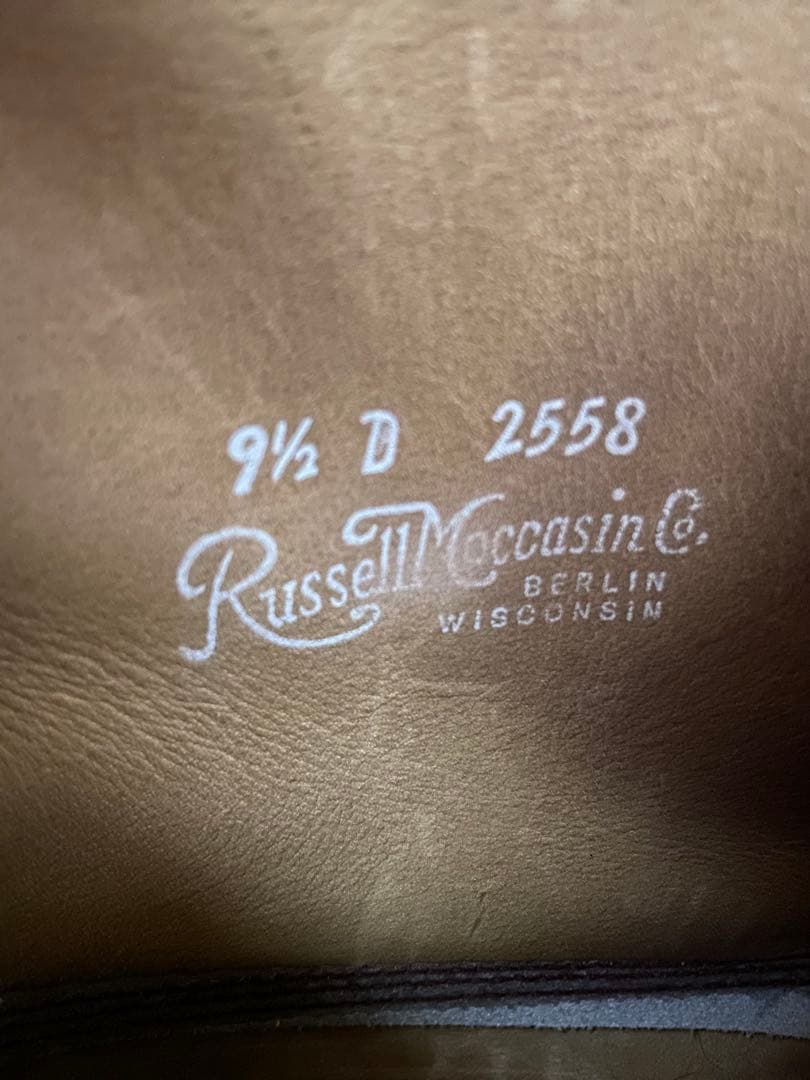 9½ D 2558
Russell Moccasin Co.
BERLIN
WISCONSIN